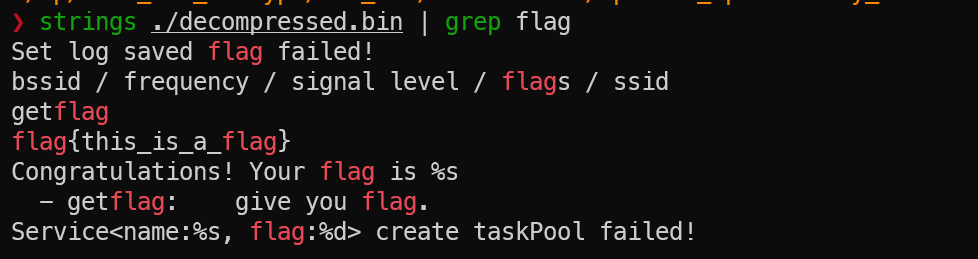 ❯ strings ./decompressed.bin | grep flag
Set log saved flag failed!
bssid / frequency / signal level / flags / ssid
getflag
flag{this_is_a_flag}
Congratulations! Your flag is %s
  – getflag:    give you flag.
Service<name:%s, flag:%d> create taskPool failed!